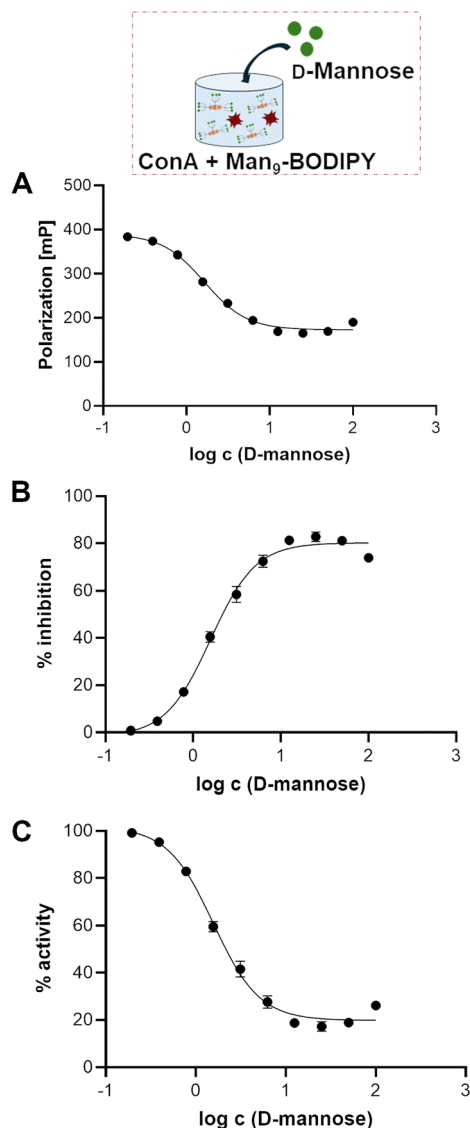 D-Mannose
ConA + Man₉-BODIPY
A
Polarization [mP]
500
400
300
200
100
0
-1 0 1 2 3
log c (D-mannose)
B
% inhibition
100
80
60
40
20
0
-1 0 1 2 3
log c (D-mannose)
C
% activity
100
80
60
40
20
0
-1 0 1 2 3
log c (D-mannose)